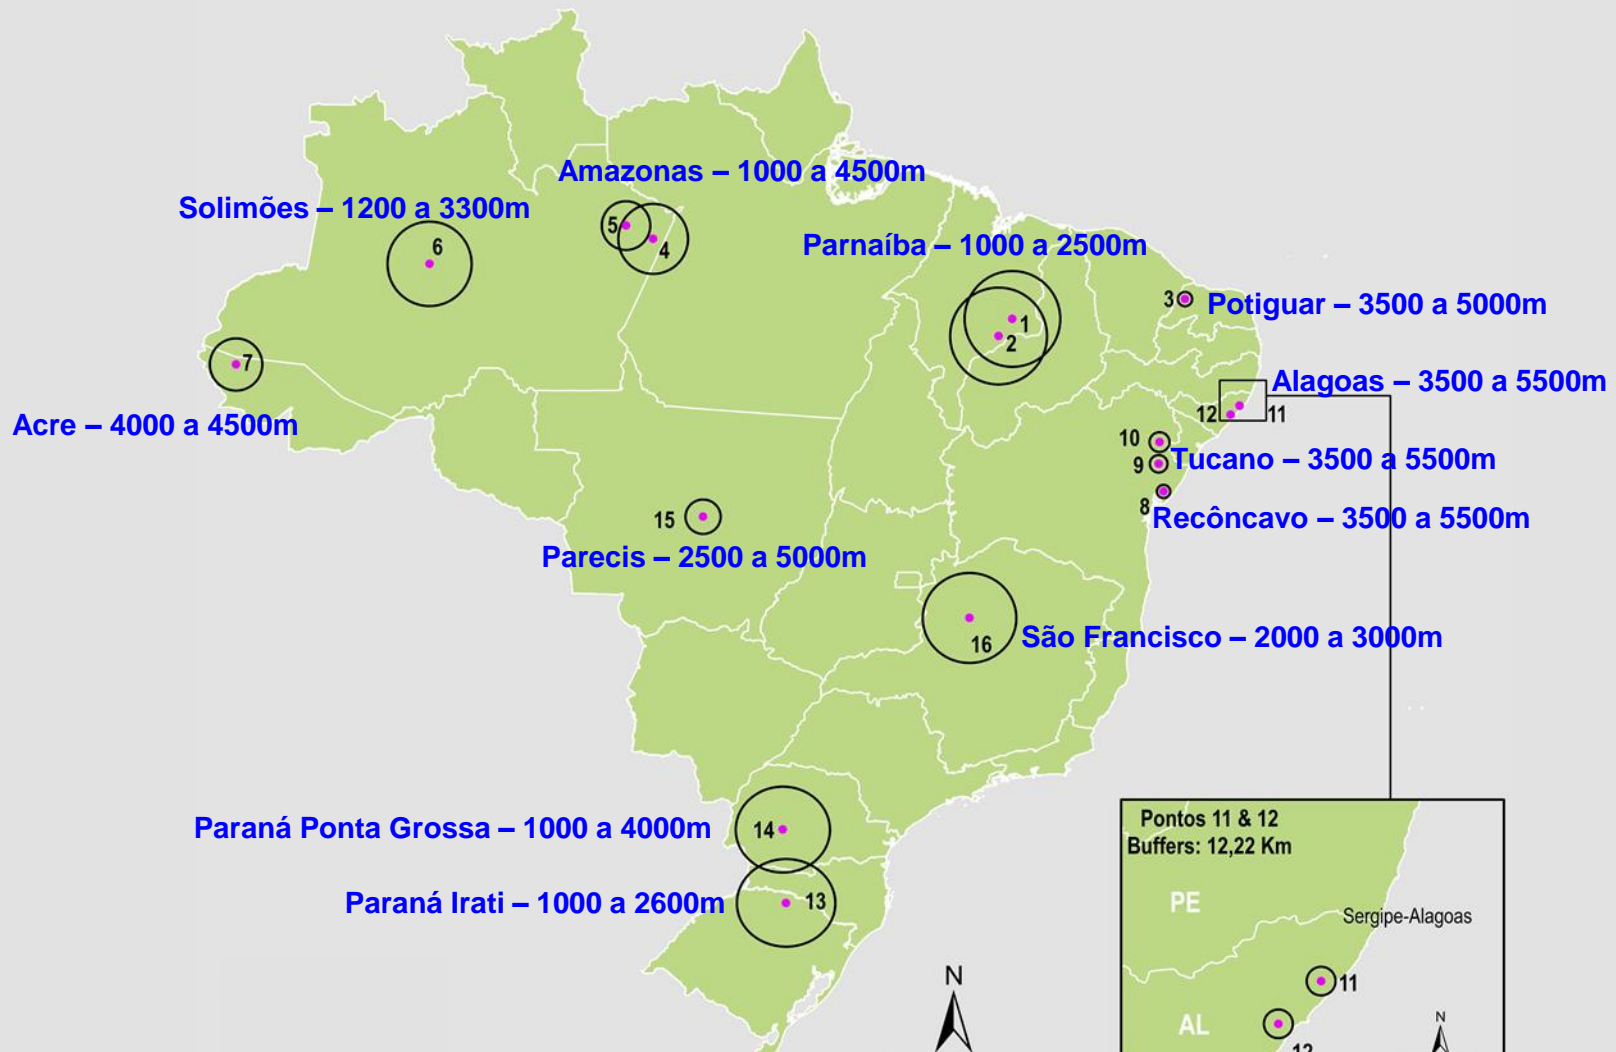 Amazonas – 1000 a 4500m
Solimões – 1200 a 3300m
5
4
6
Parnaíba – 1000 a 2500m
3
Potiguar – 3500 a 5000m
1
2
7
Alagoas – 3500 a 5500m
12
11
Acre – 4000 a 4500m
10
9
Tucano – 3500 a 5500m
8
Recôncavo – 3500 a 5500m
15
Parecis – 2500 a 5000m
16
São Francisco – 2000 a 3000m
Paraná Ponta Grossa – 1000 a 4000m
14
Paraná Irati – 1000 a 2600m
13
N
Pontos 11 & 12
Buffers: 12,22 Km
PE
Sergipe-Alagoas
11
AL
N
12